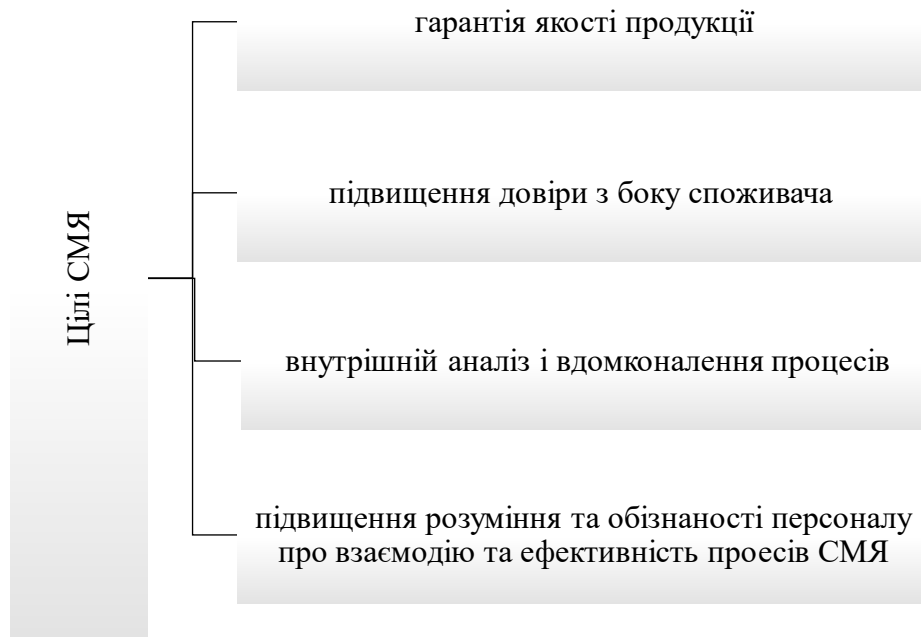 Цілі СМЯ
гарантія якості продукції
підвищення довіри з боку споживача
внутрішній аналіз і вдомконалення процесів
підвищення розуміння та обізнаності персоналу
про взаємодію та ефективність проесів СМЯ